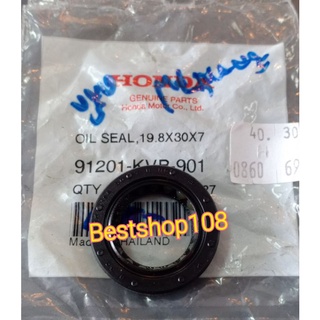 HONDA
GENUINE PARTS
Honda Motor Co., Ltd.
OIL SEAL,19.8X30X7
40. 30
0860 69
91201-KVB-901
QTY
Bestshop108
Made THAILAND